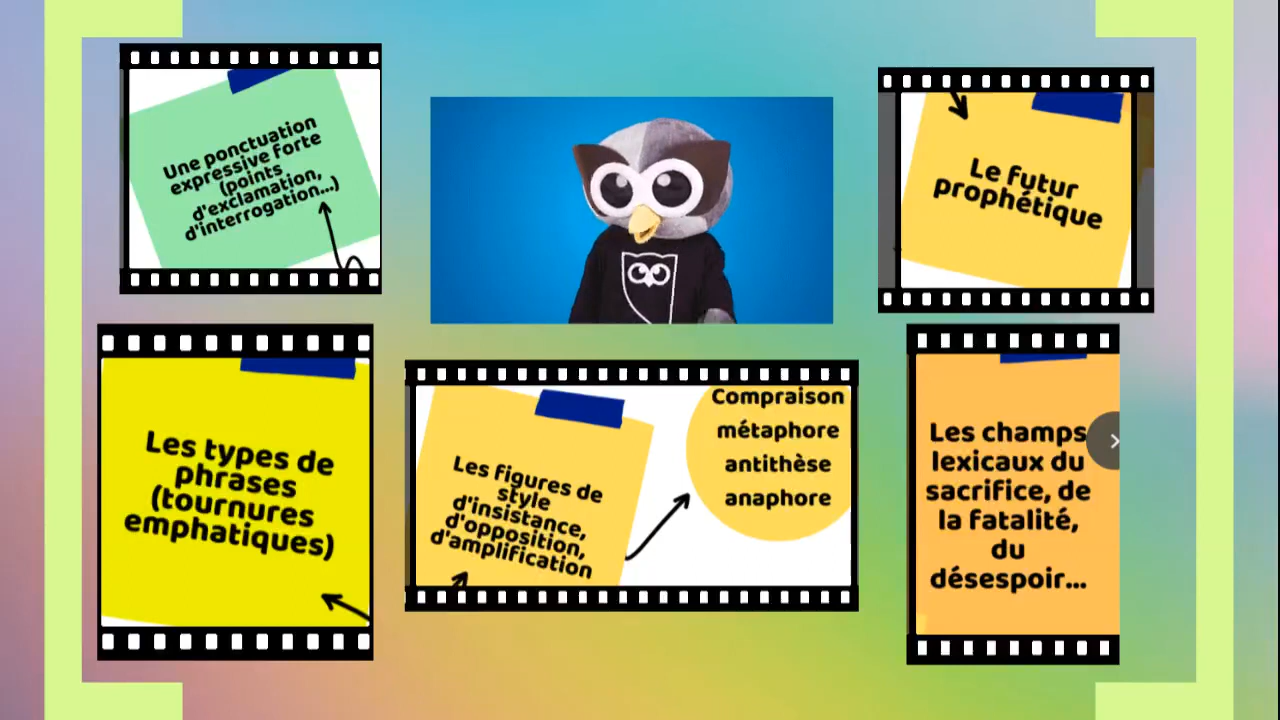 Une ponctuation
expressive forte
(points
d'exclamation,
d'interrogation...)
Le futur
prophétique
Les types de
phrases
(tournures
emphatiques)
Les figures de
style
d'insistance,
d'opposition,
d'amplification
Compraison
métaphore
antithèse
anaphore
Les champs
lexicaux du
sacrifice, de
la fatalité,
du
désespoir...